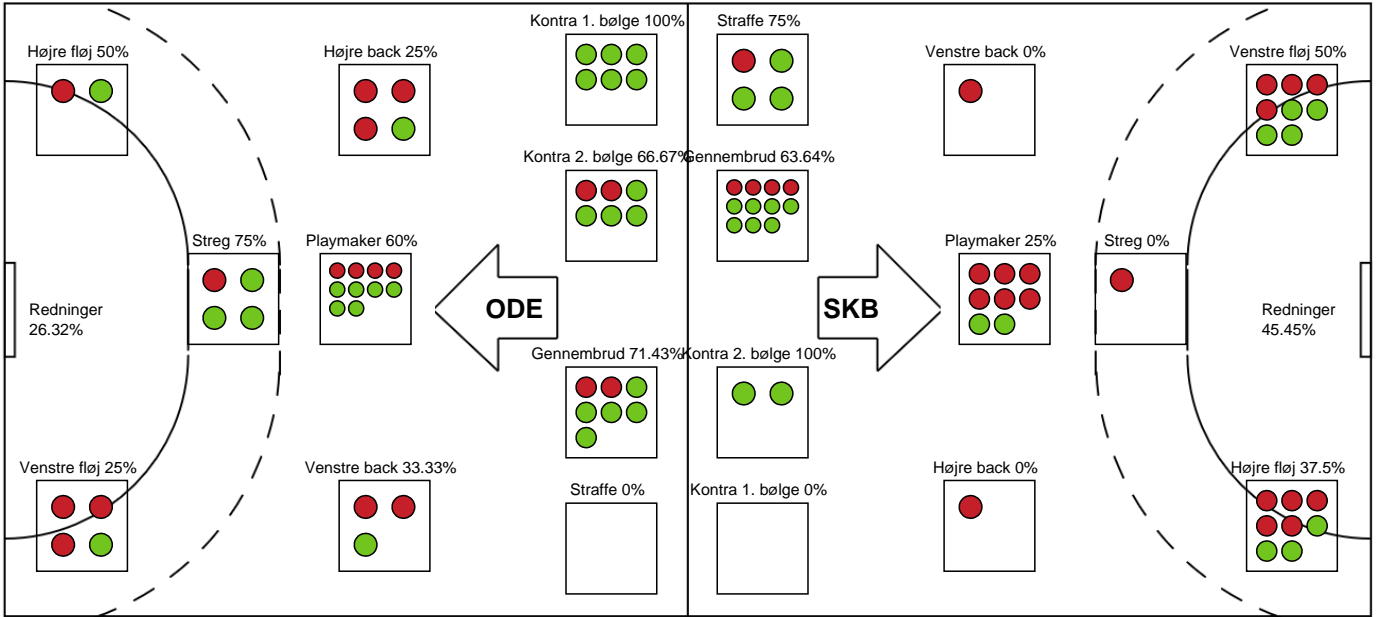 Kontra 1. bølge 100%
Straffe 75%
Højre fløj 50%
Højre back 25%
Venstre back 0%
Venstre fløj 50%
Kontra 2. bølge 66.67%
Gennembrud 63.64%
Streg 75%
Playmaker 60%
Playmaker 25%
Streg 0%
Redninger
26.32%
ODE
SKB
Redninger
45.45%
Gennembrud 71.43%
Kontra 2. bølge 100%
Venstre fløj 25%
Venstre back 33.33%
Højre back 0%
Højre fløj 37.5%
Straffe 0%
Kontra 1. bølge 0%